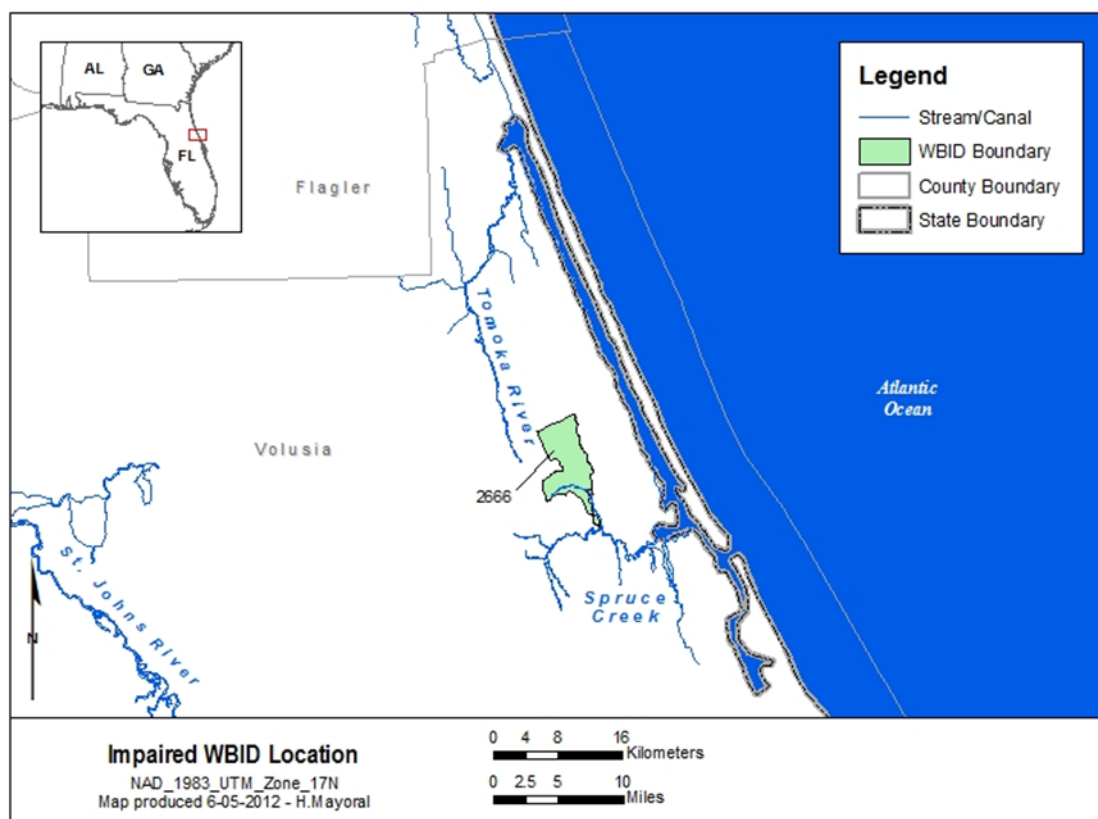 AL
GA
FL
Flagler
Volusia
Tomoka River
2666
St. Johns River
Spruce
Creek
Atlantic
Ocean
N
Legend
Stream/Canal
WBID Boundary
County Boundary
State Boundary
Impaired WBID Location
NAD_1983_UTM_Zone_17N
Map produced 6-05-2012 - H.Mayoral
0 4 8 16
Kilometers
0 2.5 5 10
Miles